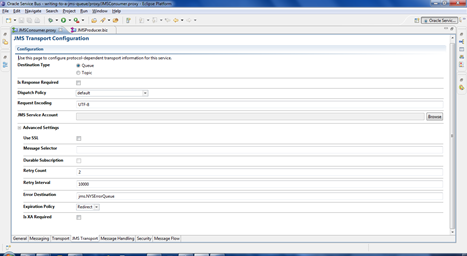 Oracle Service Bus - writing-to-a-jms-queue/proxy/JMSConsumer.proxy - Eclipse Platform
File Edit Navigate Search Project Run Window Help
Oracle Servic...
JMSConsumer.proxy JMSProducer.biz
JMS Transport Configuration
Configuration
Use this page to configure protocol-dependent transport information for this service.
Destination Type Queue
Topic
Is Response Required
Dispatch Policy default
Request Encoding UTF-8
JMS Service Account Browse
Advanced Settings
Use SSL
Message Selector
Durable Subscription
Retry Count 2
Retry Interval 10000
Error Destination jms.NYSErrorQueue
Expiration Policy Redirect
Is XA Required
General Messaging Transport JMS Transport Message Handling Security Message Flow